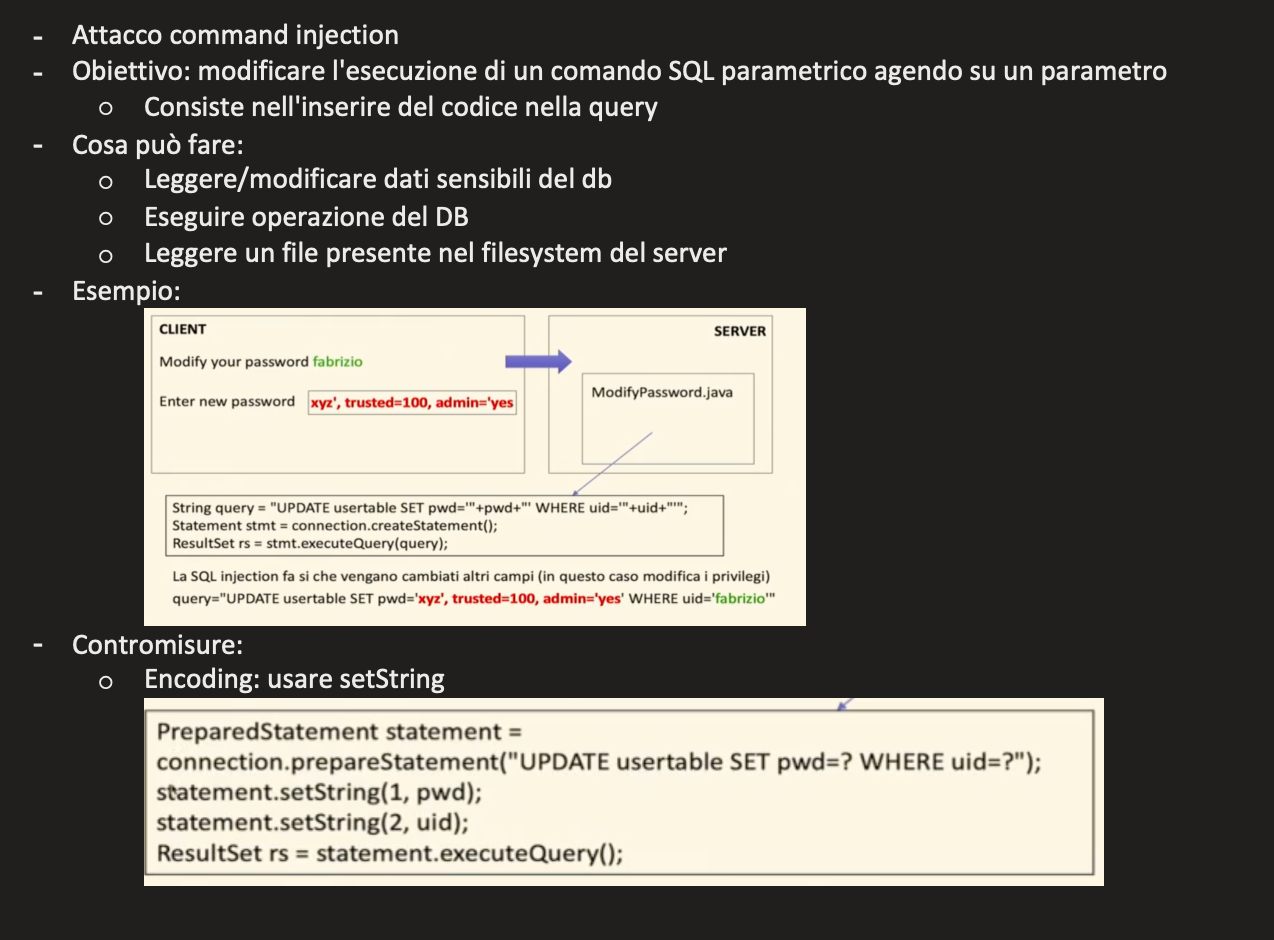 - Attacco command injection
- Obiettivo: modificare l'esecuzione di un comando SQL parametrico agendo su un parametro
○ Consiste nell'inserire del codice nella query
- Cosa può fare:
○ Leggere/modificare dati sensibili del db
○ Eseguire operazione del DB
○ Leggere un file presente nel filesystem del server
- Esempio:
CLIENT
Modify your password fabrizio
Enter new password xyz', trusted=100, admin='yes
SERVER
ModifyPassword.java
String query = "UPDATE usertable SET pwd='"+pwd+"' WHERE uid='"+uid+"'";
Statement stmt = connection.createStatement();
ResultSet rs = stmt.executeQuery(query);
La SQL injection fa si che vengano cambiati altri campi (in questo caso modifica i privilegi)
query="UPDATE usertable SET pwd='xyz', trusted=100, admin='yes' WHERE uid='fabrizio'"
- Contromisure:
○ Encoding: usare setString
PreparedStatement statement =
connection.prepareStatement("UPDATE usertable SET pwd=? WHERE uid=?");
statement.setString(1, pwd);
statement.setString(2, uid);
ResultSet rs = statement.executeQuery();